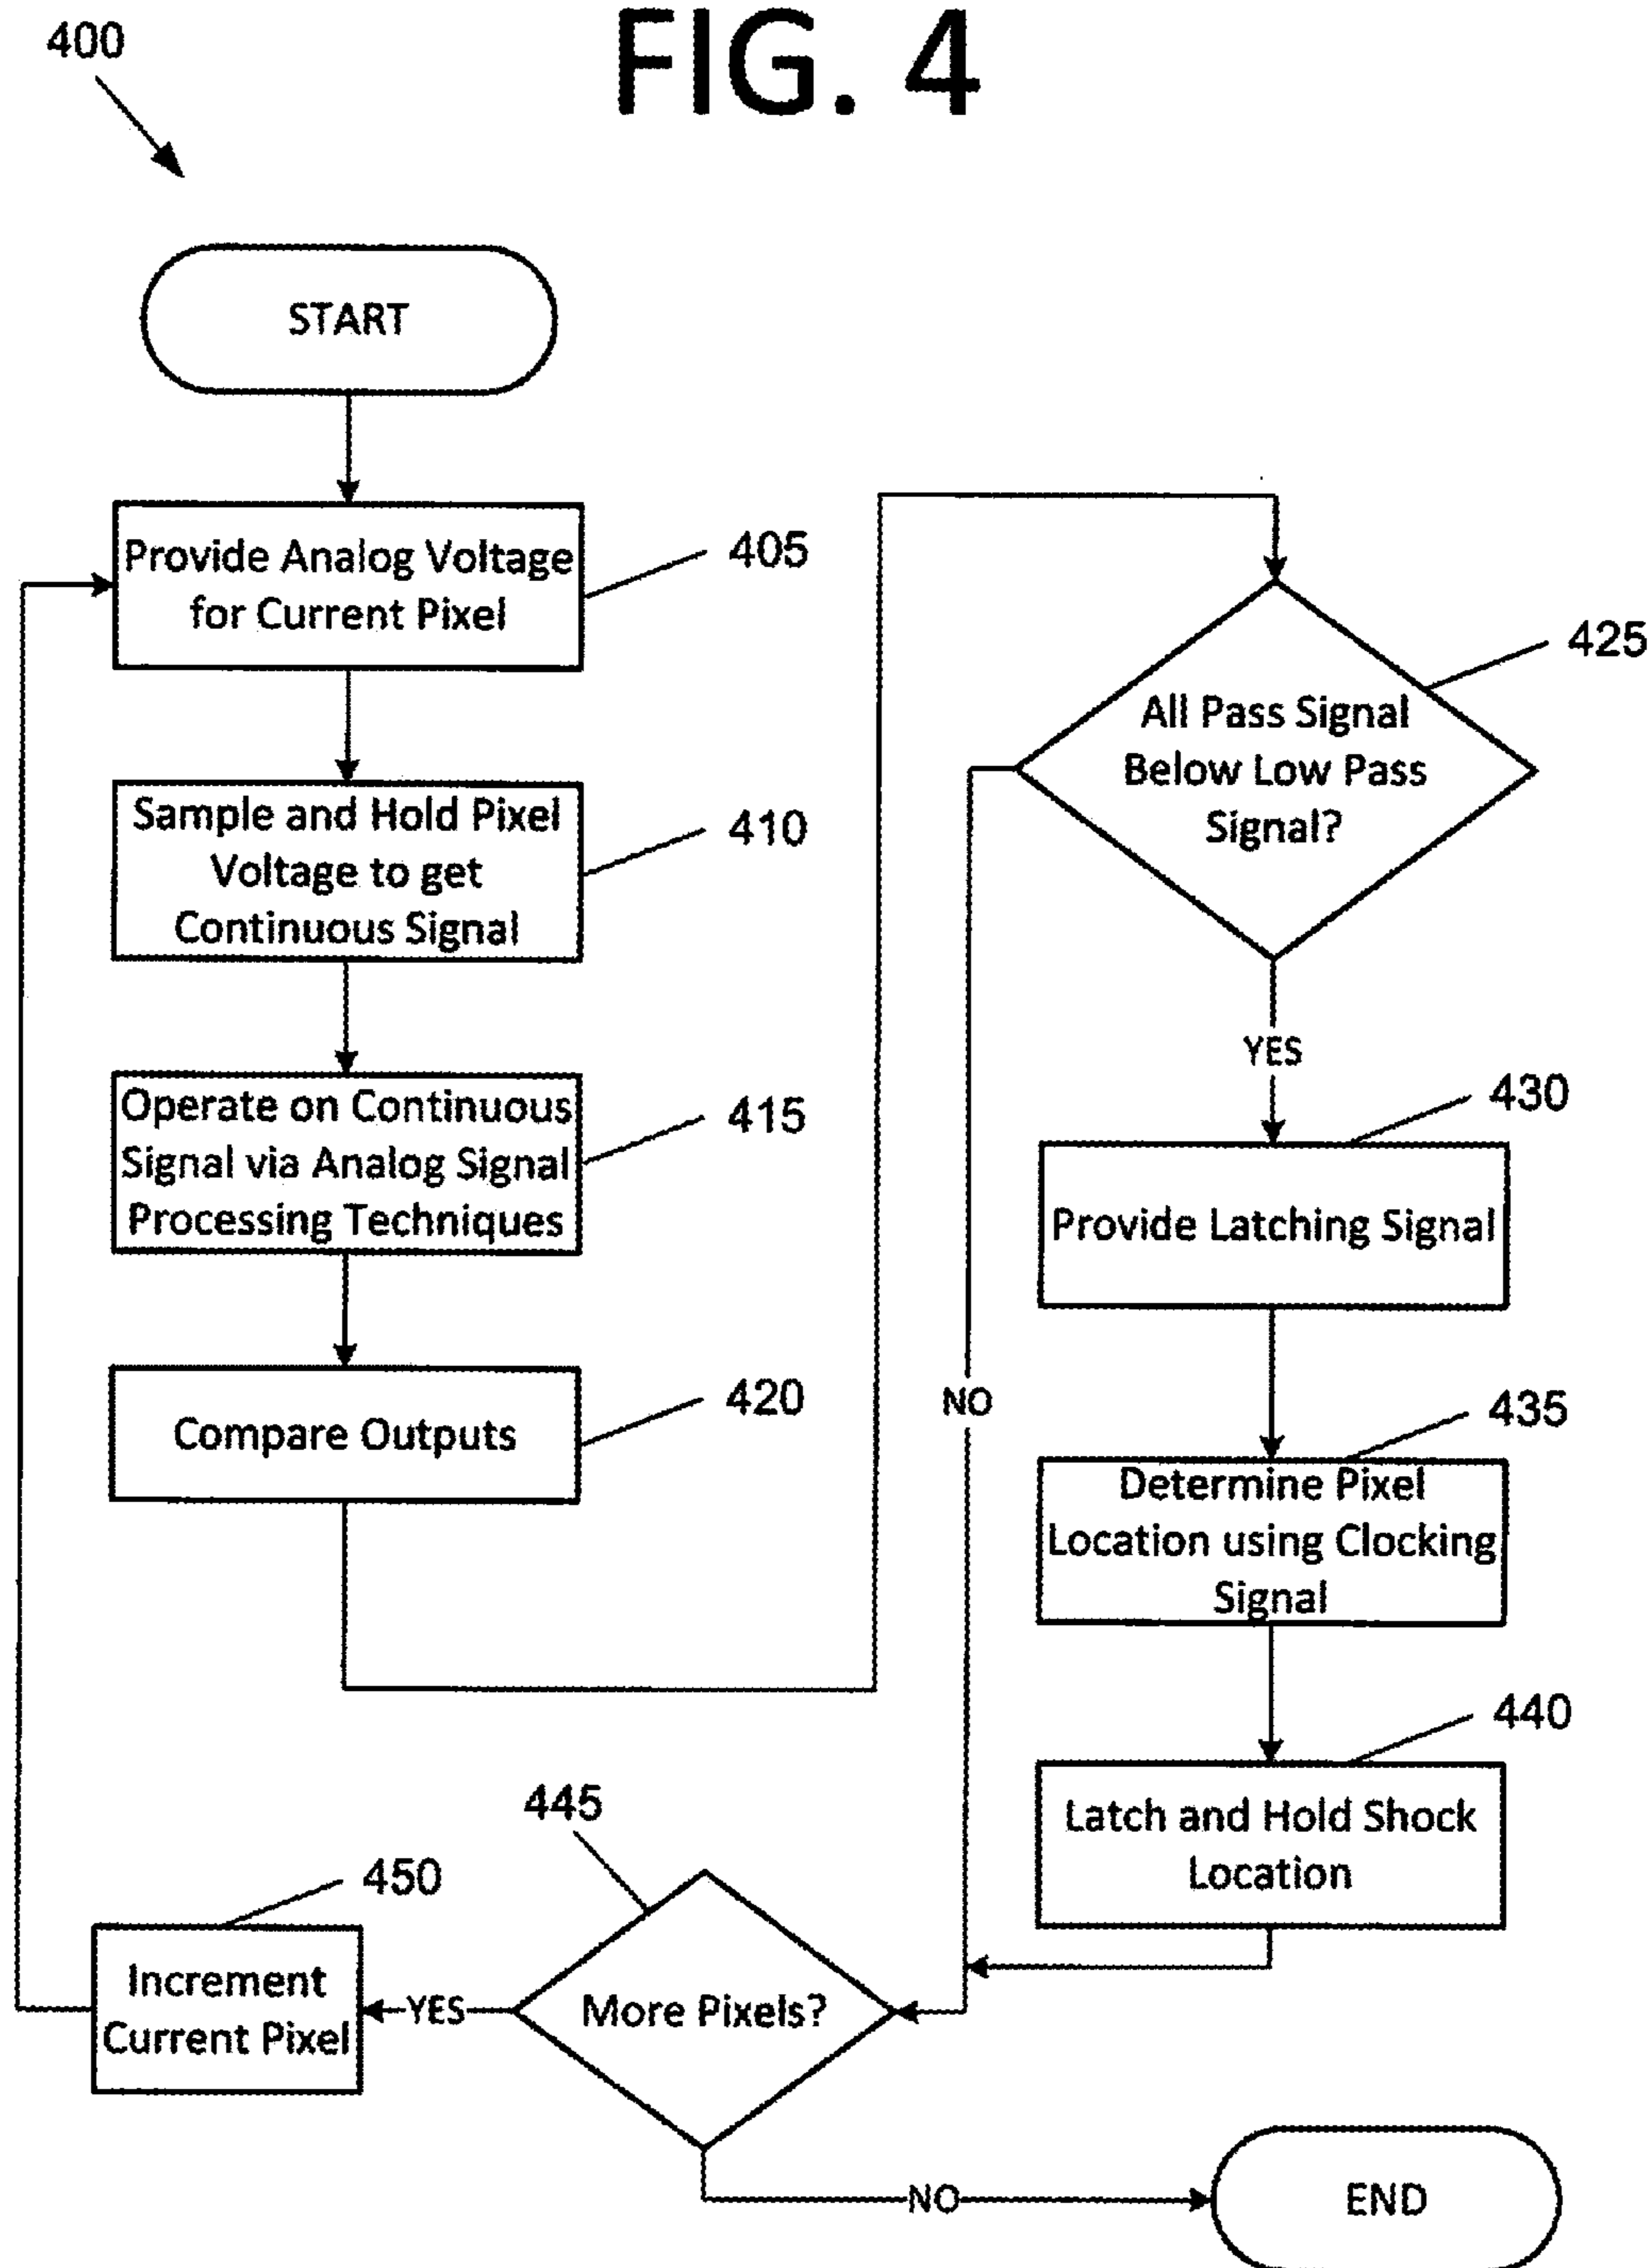 FIG. 4
400
START
Provide Analog Voltage
for Current Pixel
405
Sample and Hold Pixel
Voltage to get
Continuous Signal
410
Operate on Continuous
Signal via Analog Signal
Processing Techniques
415
Compare Outputs
420
All Pass Signal
Below Low Pass
Signal?
425
YES
NO
Provide Latching Signal
430
Determine Pixel
Location using Clocking
Signal
435
Latch and Hold Shock
Location
440
More Pixels?
445
YES
Increment
Current Pixel
450
NO
END